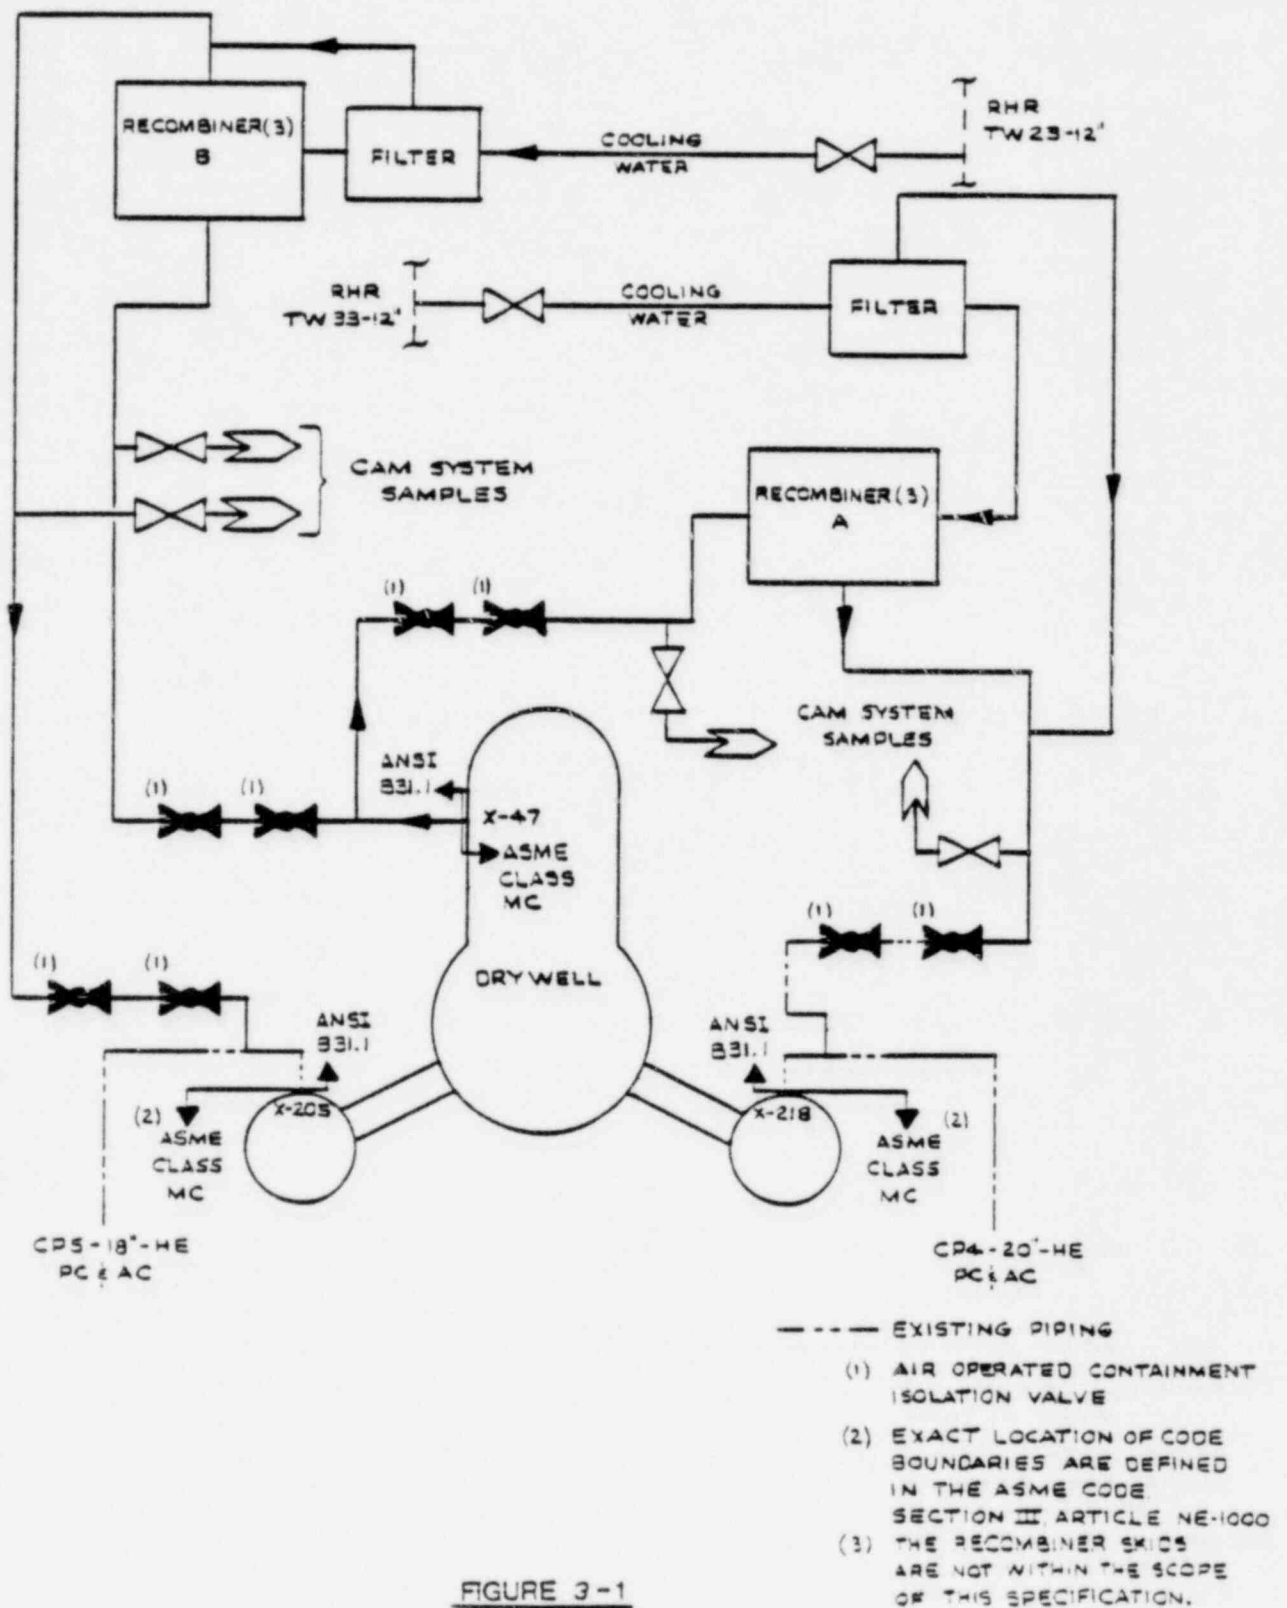 RECOMBINER(3)
B
FILTER
COOLING
WATER
RHR
TW 23-12"
RHR
TW 33-12"
COOLING
WATER
FILTER
CAM SYSTEM
SAMPLES
RECOMBINER(3)
A
(1) (1)
CAM SYSTEM
SAMPLES
ANSI
B31.1
(1) (1)
X-47
ASME
CLASS
MC
(1) (1)
DRYWELL
(1) (1)
ANSI
B31.1
ANSI
B31.1
X-205
X-218
(2)
ASME
CLASS
MC
(2)
ASME
CLASS
MC
CP5-18"-HE
PC & AC
CP4-20"-HE
PC & AC
EXISTING PIPING
(1) AIR OPERATED CONTAINMENT
ISOLATION VALVE
(2) EXACT LOCATION OF CODE
BOUNDARIES ARE DEFINED
IN THE ASME CODE,
SECTION III, ARTICLE NE-1000
(3) THE RECOMBINER SKIDS
ARE NOT WITHIN THE SCOPE
OF THIS SPECIFICATION.
FIGURE 3-1